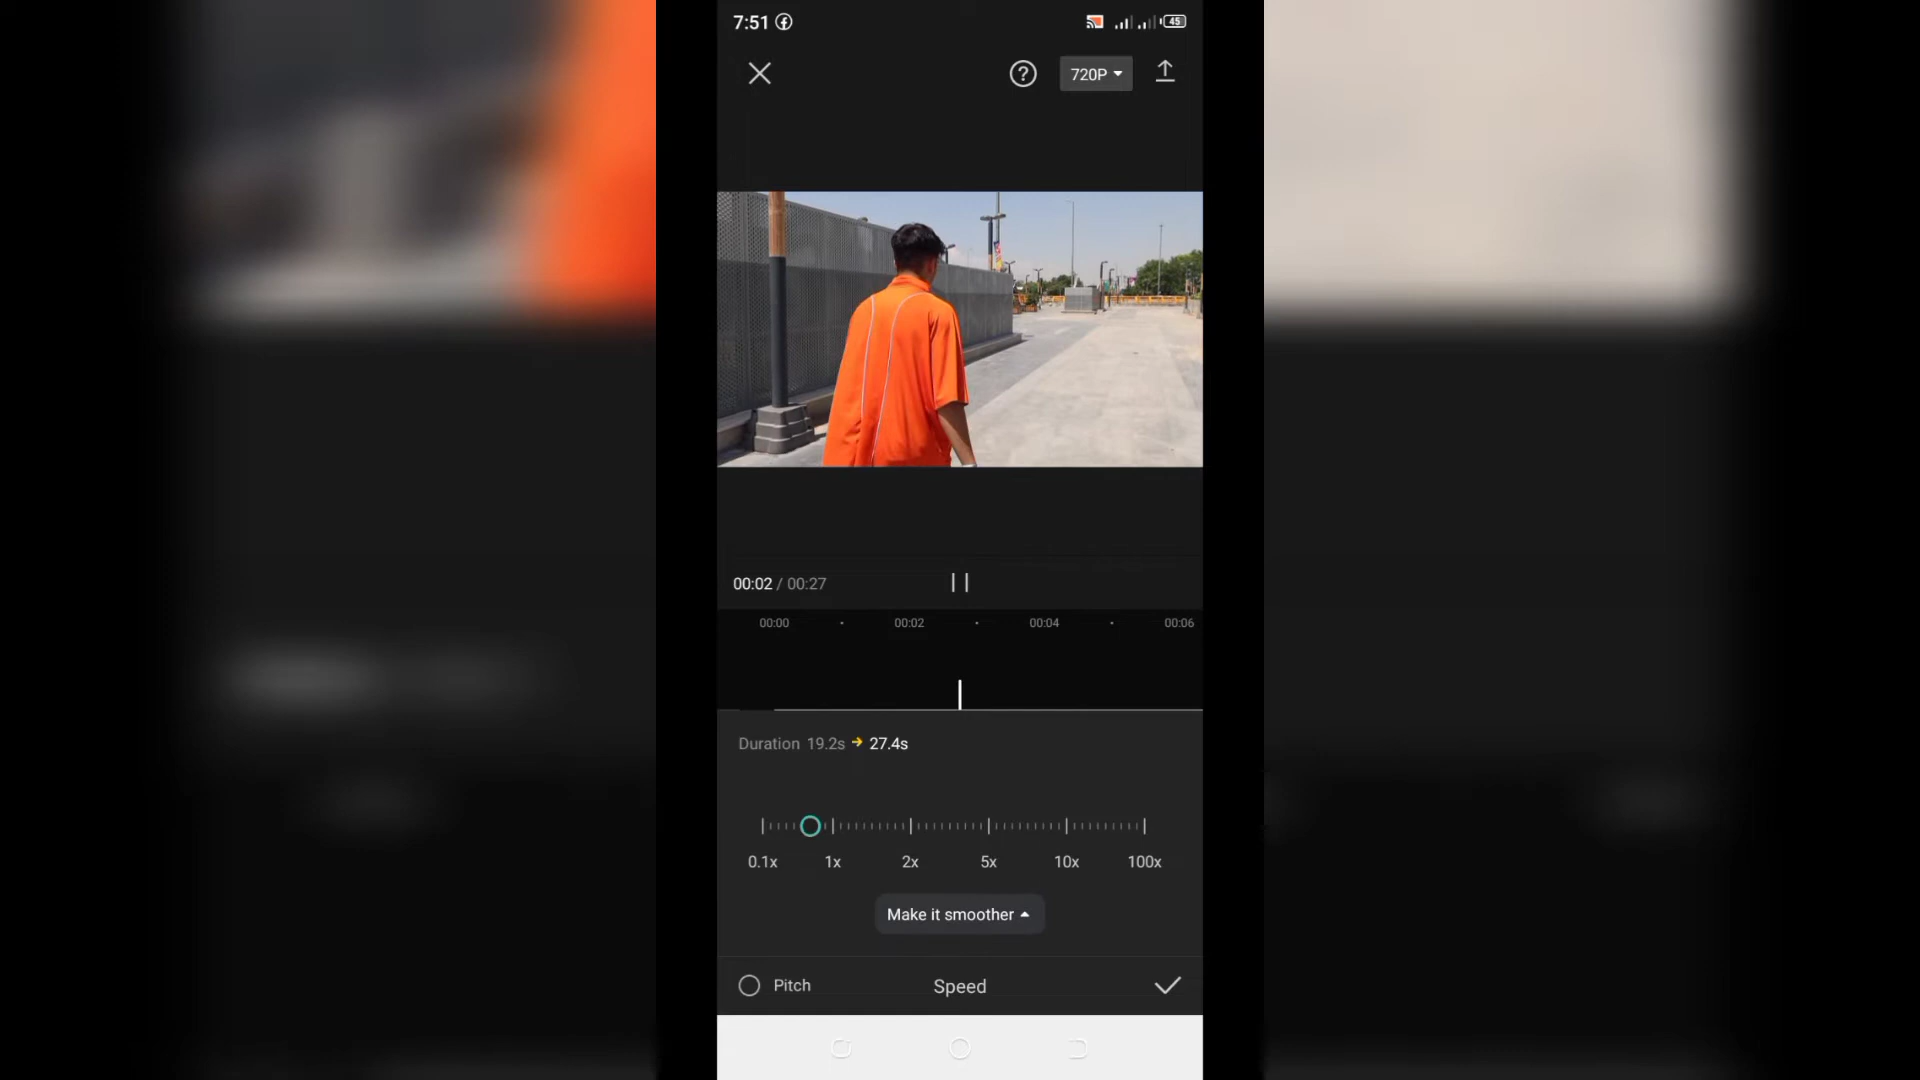 7:51
45
720P
00:02 / 00:27
00:00 00:02 00:04 00:06
Duration 19.2s → 27.4s
0.1x 1x 2x 5x 10x 100x
Make it smoother
Pitch Speed